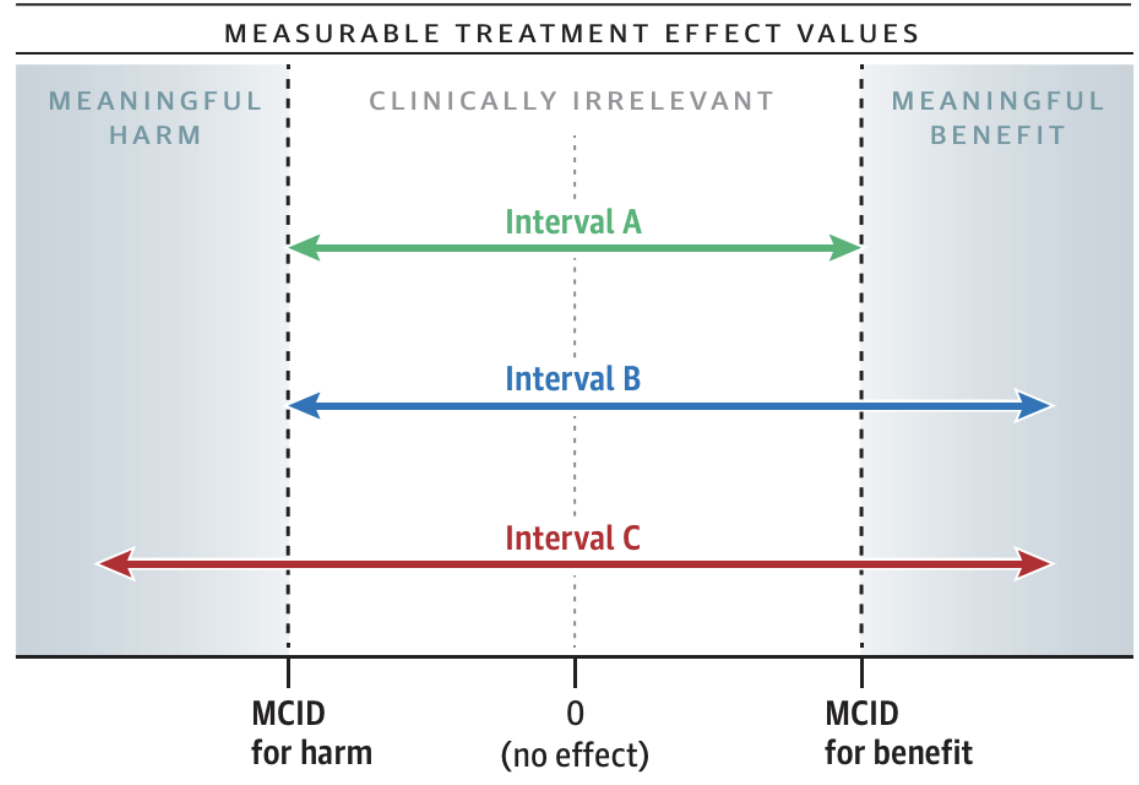 MEASURABLE TREATMENT EFFECT VALUES
MEANINGFUL
HARM
CLINICALLY IRRELEVANT
MEANINGFUL
BENEFIT
Interval A
Interval B
Interval C
MCID
for harm
0
(no effect)
MCID
for benefit